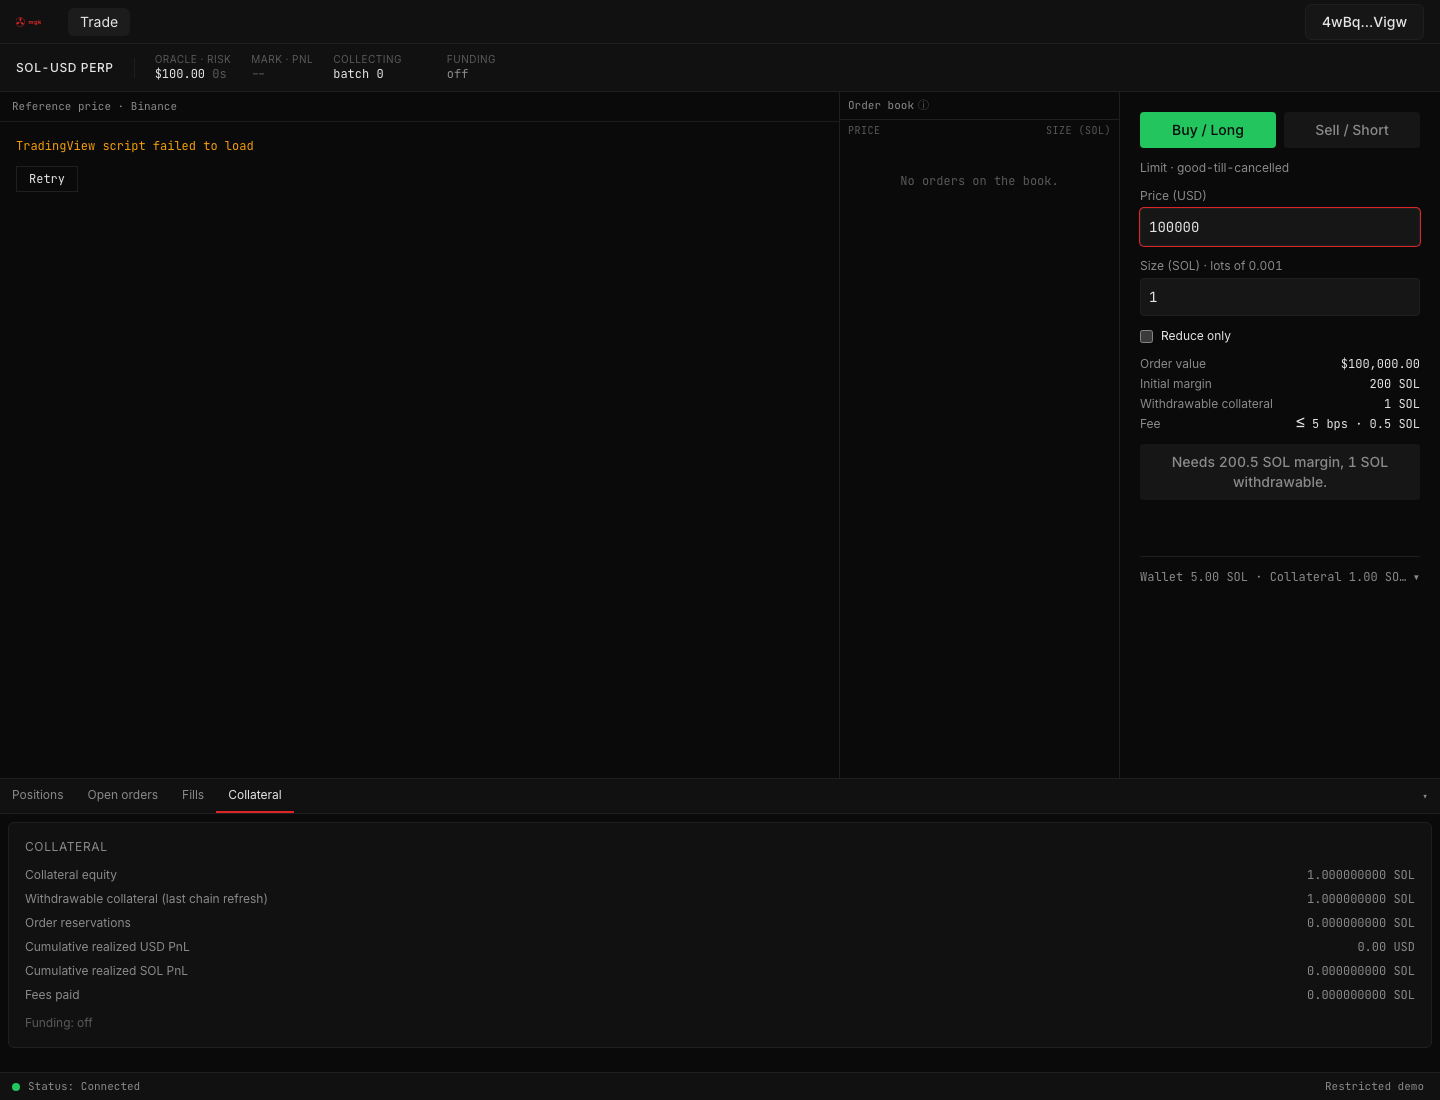 mgk
Trade
4wBq...Vigw
SOL-USD PERP
ORACLE · RISK
$100.00 0s
MARK · PNL
--
COLLECTING
batch 0
FUNDING
off
Reference price · Binance
TradingView script failed to load
Retry
Order book ⓘ
PRICE SIZE (SOL)
No orders on the book.
Buy / Long
Sell / Short
Limit · good-till-cancelled
Price (USD)
100000
Size (SOL) · lots of 0.001
1
Reduce only
Order value $100,000.00
Initial margin 200 SOL
Withdrawable collateral 1 SOL
Fee ≤ 5 bps · 0.5 SOL
Needs 200.5 SOL margin, 1 SOL
withdrawable.
Wallet 5.00 SOL · Collateral 1.00 SO… ▾
Positions Open orders Fills Collateral ▾
COLLATERAL
Collateral equity 1.000000000 SOL
Withdrawable collateral (last chain refresh) 1.000000000 SOL
Order reservations 0.000000000 SOL
Cumulative realized USD PnL 0.00 USD
Cumulative realized SOL PnL 0.000000000 SOL
Fees paid 0.000000000 SOL
Funding: off
Status: Connected
Restricted demo